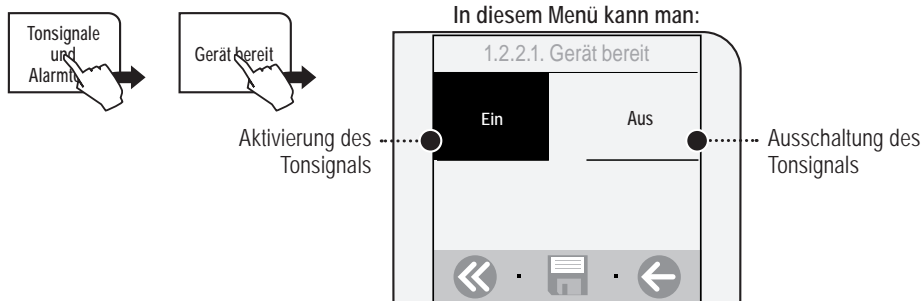 In diesem Menü kann man:
Tonsignale
und
Gerät bereit
1.2.2.1. Gerät bereit
Ein
Aus
Aktivierung des
Tonsignals
Ausschaltung des
Tonsignals